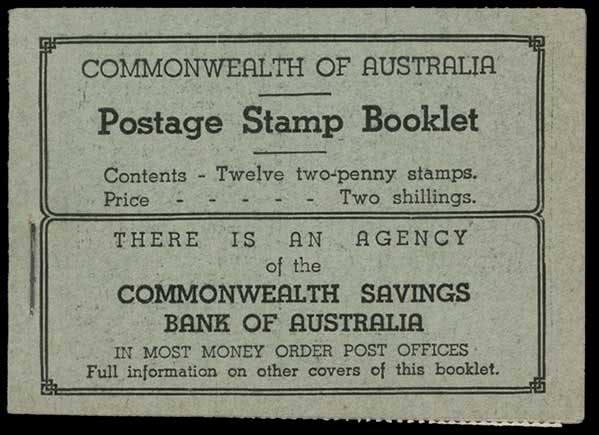 COMMONWEALTH OF AUSTRALIA
Postage Stamp Booklet
Contents - Twelve two-penny stamps.
Price - - - - - Two shillings.
THERE IS AN AGENCY
of the
COMMONWEALTH SAVINGS
BANK OF AUSTRALIA
IN MOST MONEY ORDER POST OFFICES
Full information on other covers of this booklet.